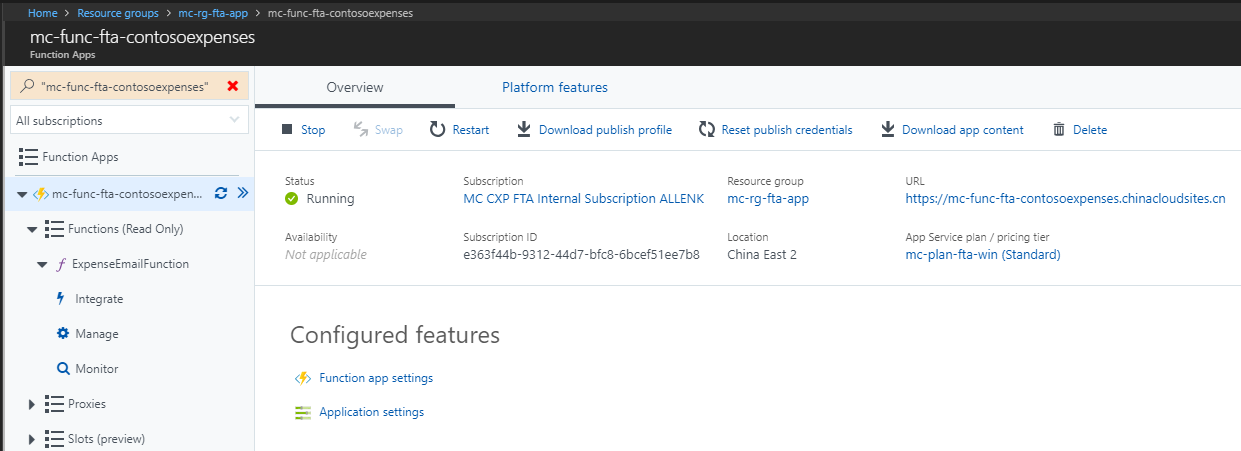 Home > Resource groups > mc-rg-fta-app > mc-func-fta-contosoexpenses
mc-func-fta-contosoexpenses
Function Apps
"mc-func-fta-contosoexpenses"
All subscriptions
Function Apps
mc-func-fta-contosoexpen...
Functions (Read Only)
ExpenseEmailFunction
Integrate
Manage
Monitor
Proxies
Slots (preview)
Overview Platform features
Stop Swap Restart Download publish profile Reset publish credentials Download app content Delete
Status Subscription Resource group URL
Running MC CXP FTA Internal Subscription ALLENK mc-rg-fta-app https://mc-func-fta-contosoexpenses.chinacloudsites.cn
Availability Subscription ID Location App Service plan / pricing tier
Not applicable e363f44b-9312-44d7-bfc8-6bcef51ee7b8 China East 2 mc-plan-fta-win (Standard)
Configured features
Function app settings
Application settings